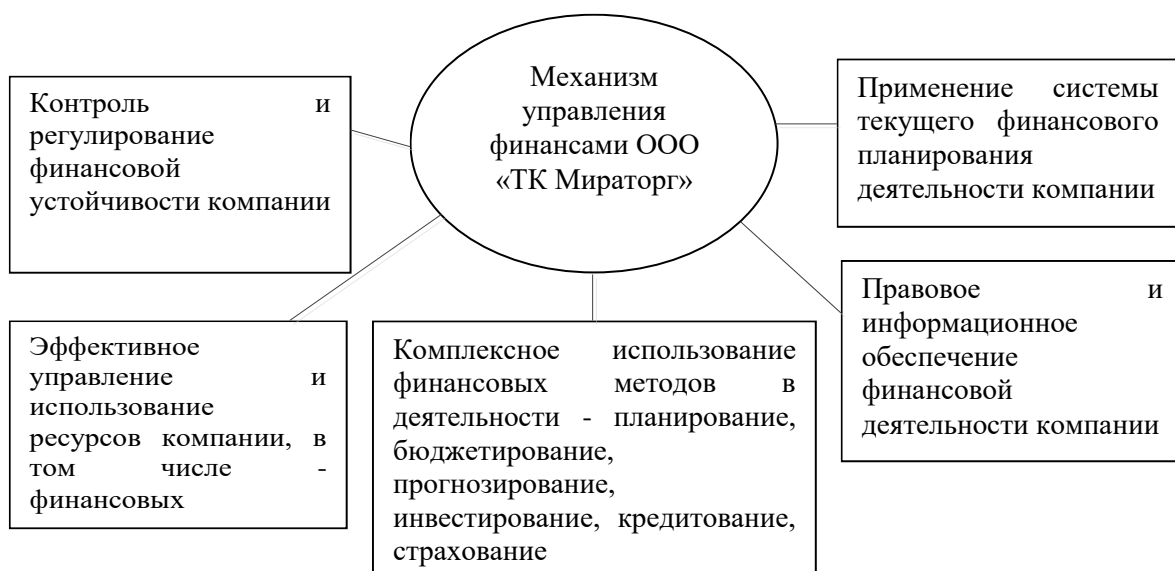 Механизм
управления
финансами ООО
«ТК Мираторг»
Контроль и
регулирование
финансовой
устойчивости компании
Применение системы
текущего финансового
планирования
деятельности компании
Эффективное
управление и
использование
ресурсов компании, в
том числе -
финансовых
Комплексное использование
финансовых методов в
деятельности - планирование,
бюджетирование,
прогнозирование,
инвестирование, кредитование,
страхование
Правовое и
информационное
обеспечение
финансовой
деятельности компании